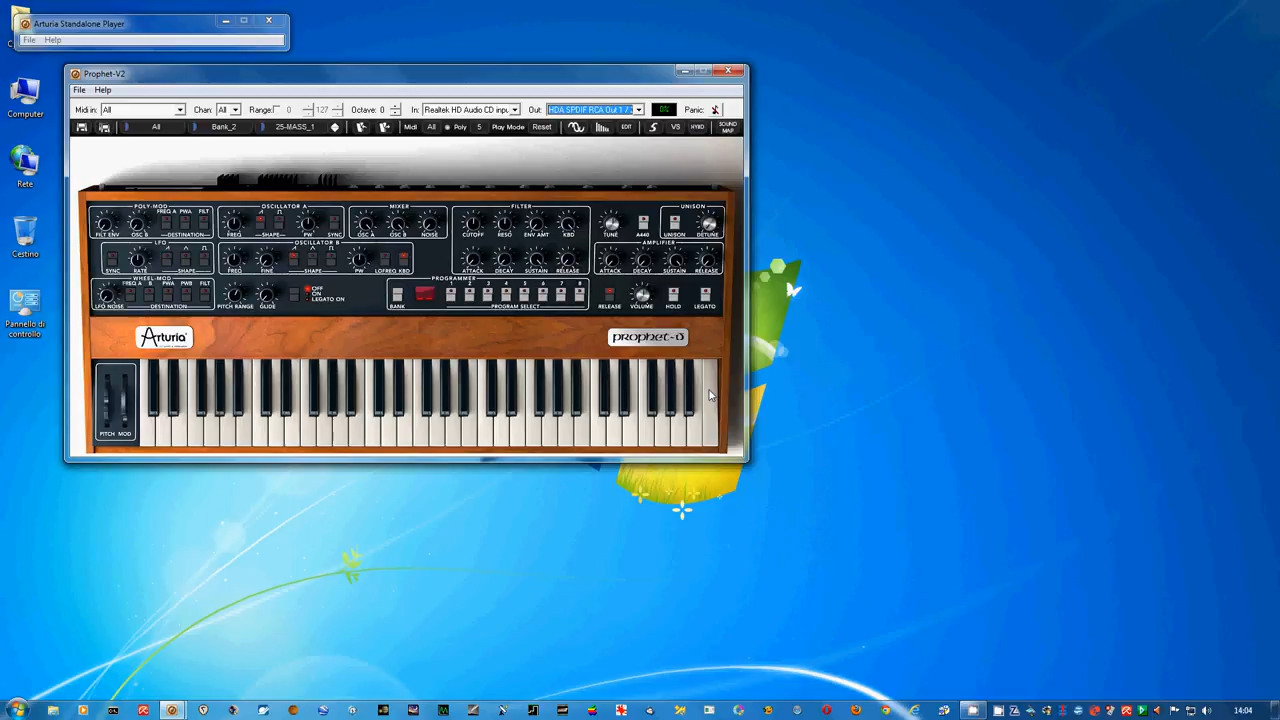 Arturia Standalone Player
File Help
Prophet-V2
File Help
Midi in: All Chan: All Range: 0 127 Octave: 0 In: Realtek HD Audio CD inpu Out: HDA SPDIF RCA Out 1 / 2 0% Panic:
All Bank_2 25-MASS_1 Midi All Poly 5 Play Mode Reset EDIT VS HYBRID SOUND MAP
Computer
Rete
Cestino
Pannello di controllo
POLY-MOD OSCILLATOR A MIXER FILTER UNISON
FREQ A PWA FILT
FILT ENV OSC B DESTINATION FREQ SHAPE PW SYNC OSC A OSC B NOISE CUTOFF RESO ENV AMT KBD TUNE A440 UNISON DETUNE
LFO OSCILLATOR B AMPLIFIER
SYNC RATE SHAPE FREQ FINE SHAPE PW LOFREQ KBD ATTACK DECAY SUSTAIN RELEASE ATTACK DECAY SUSTAIN RELEASE
WHEEL-MOD PROGRAMMER
FREQ A B PWA PWB FILT 1 2 3 4 5 6 7 8
OFF
ON
LEGATO ON
LFO NOISE DESTINATION PITCH RANGE GLIDE BANK PROGRAM SELECT RELEASE VOLUME HOLD LEGATO
Arturia prophet-V
PITCH MOD
14:04